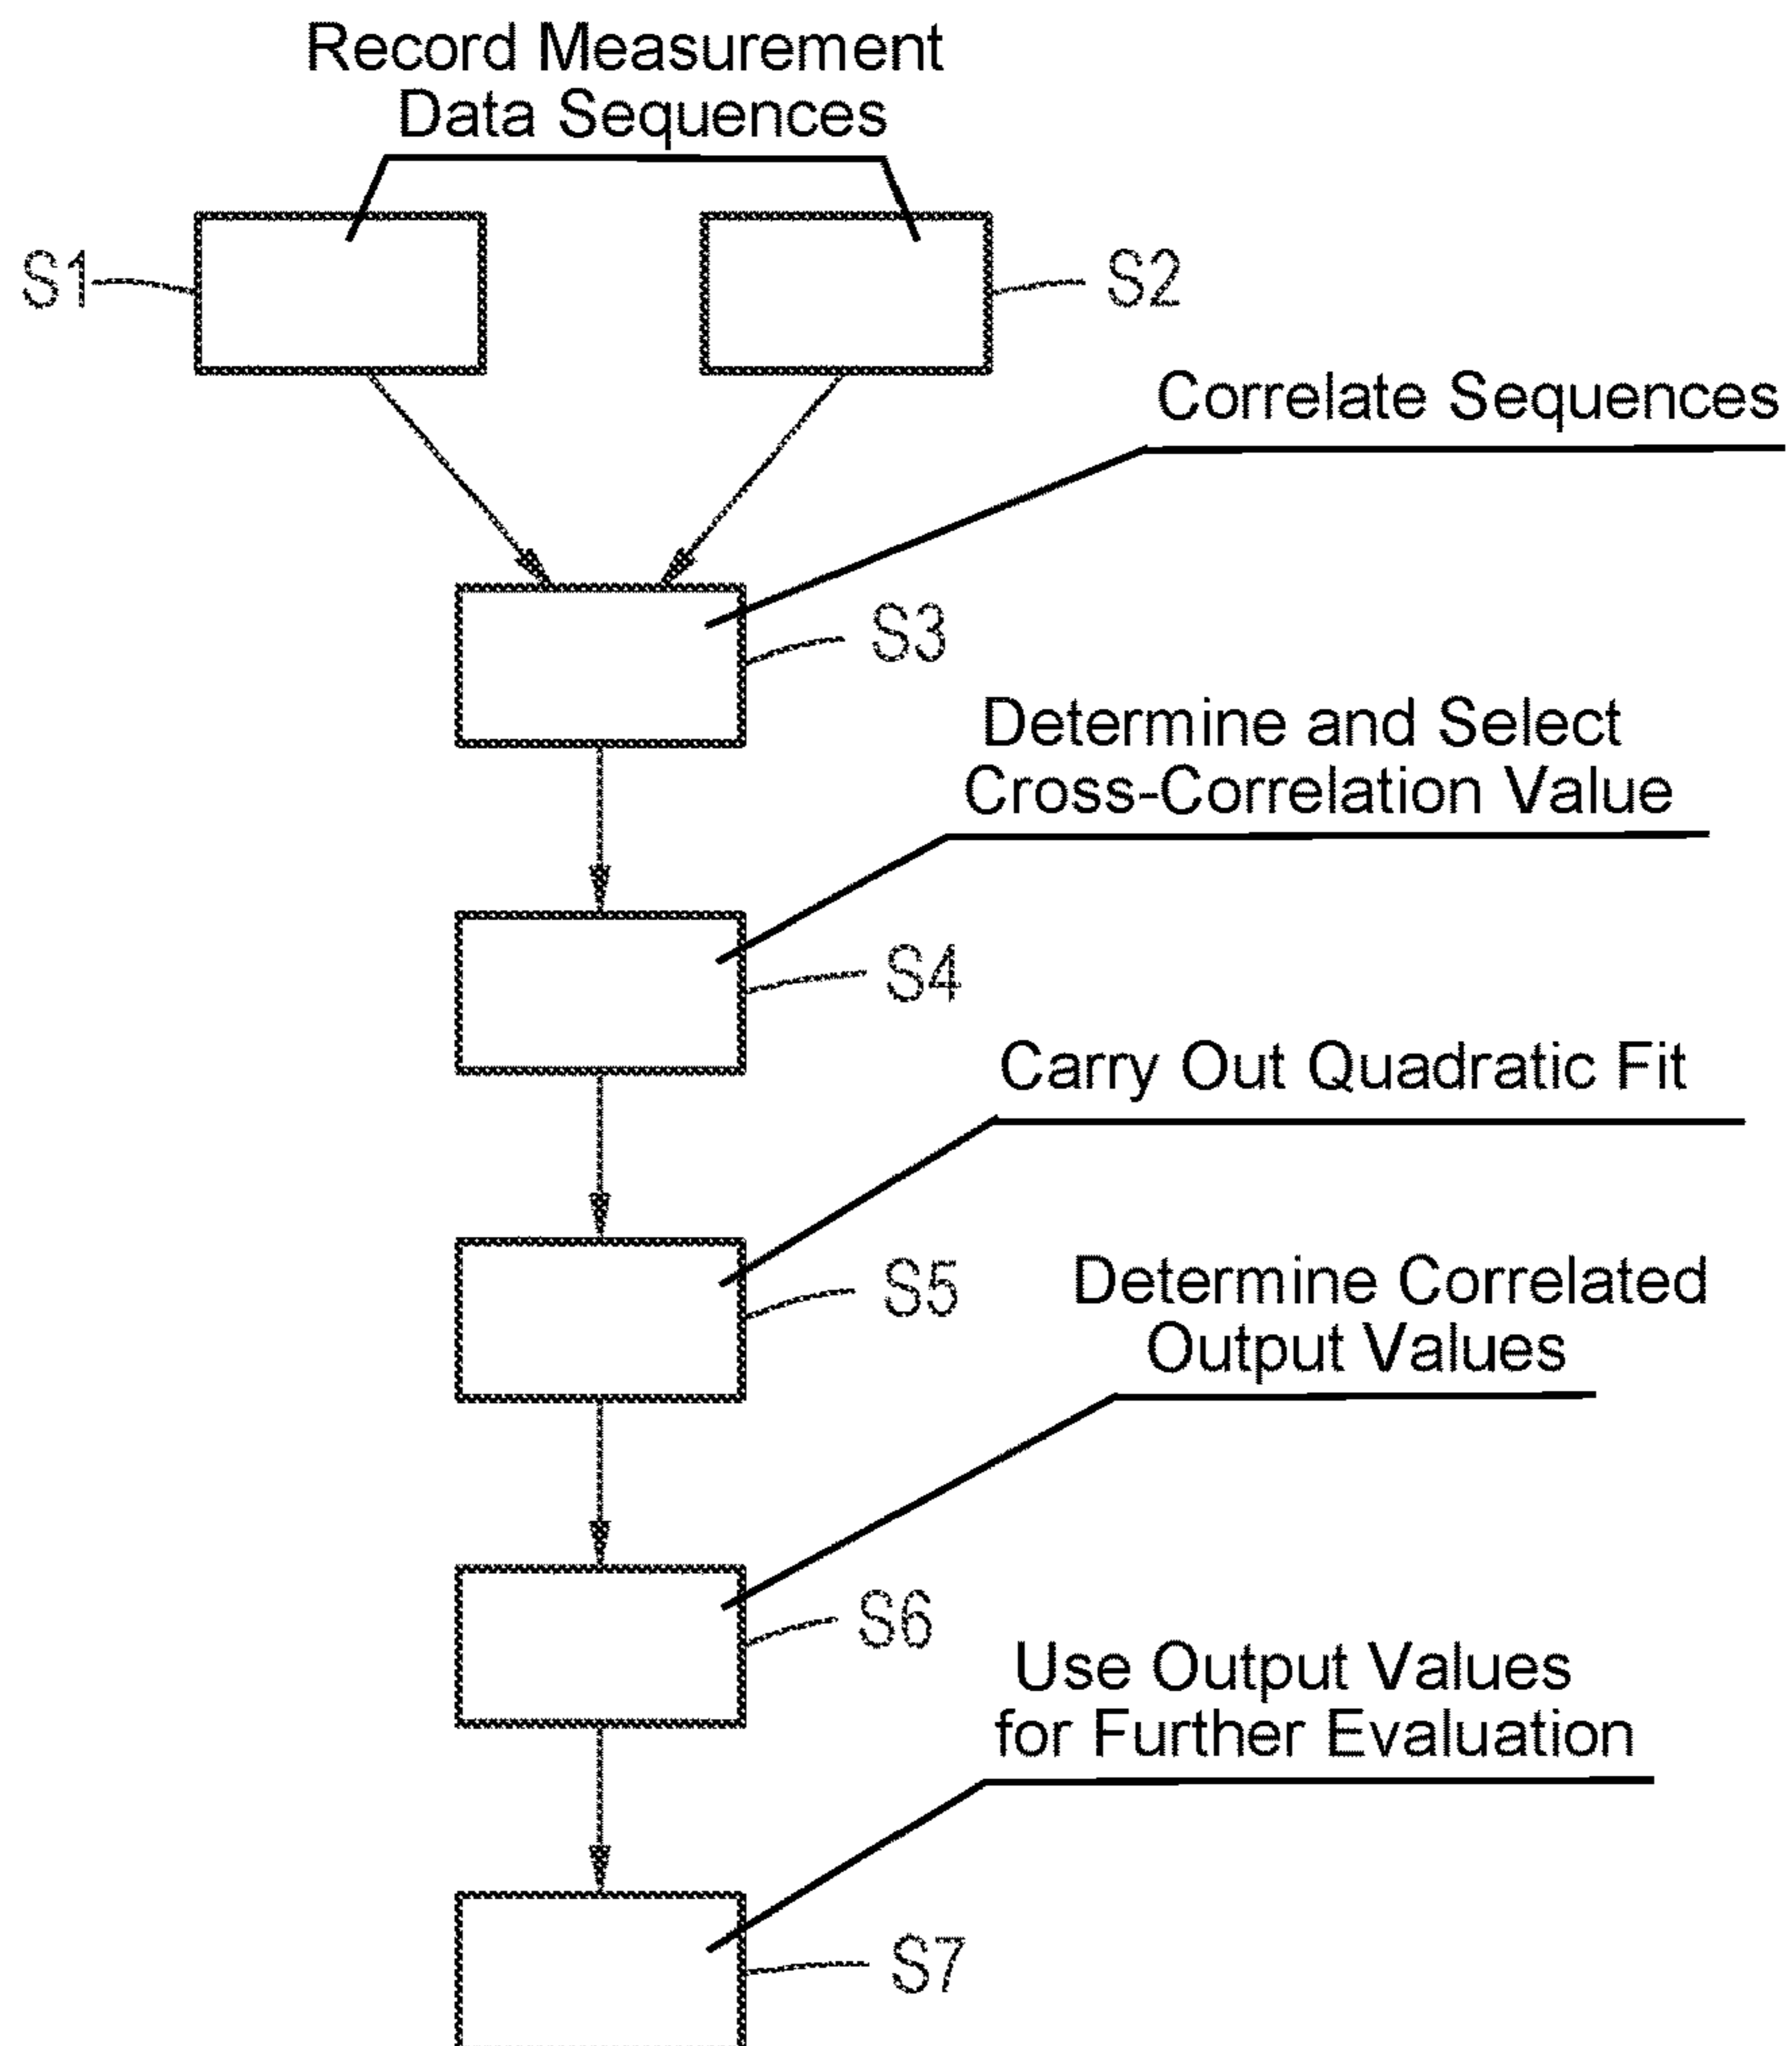 Record Measurement
Data Sequences
S1
S2
Correlate Sequences
S3
Determine and Select
Cross-Correlation Value
S4
Carry Out Quadratic Fit
S5
Determine Correlated
Output Values
S6
Use Output Values
for Further Evaluation
S7